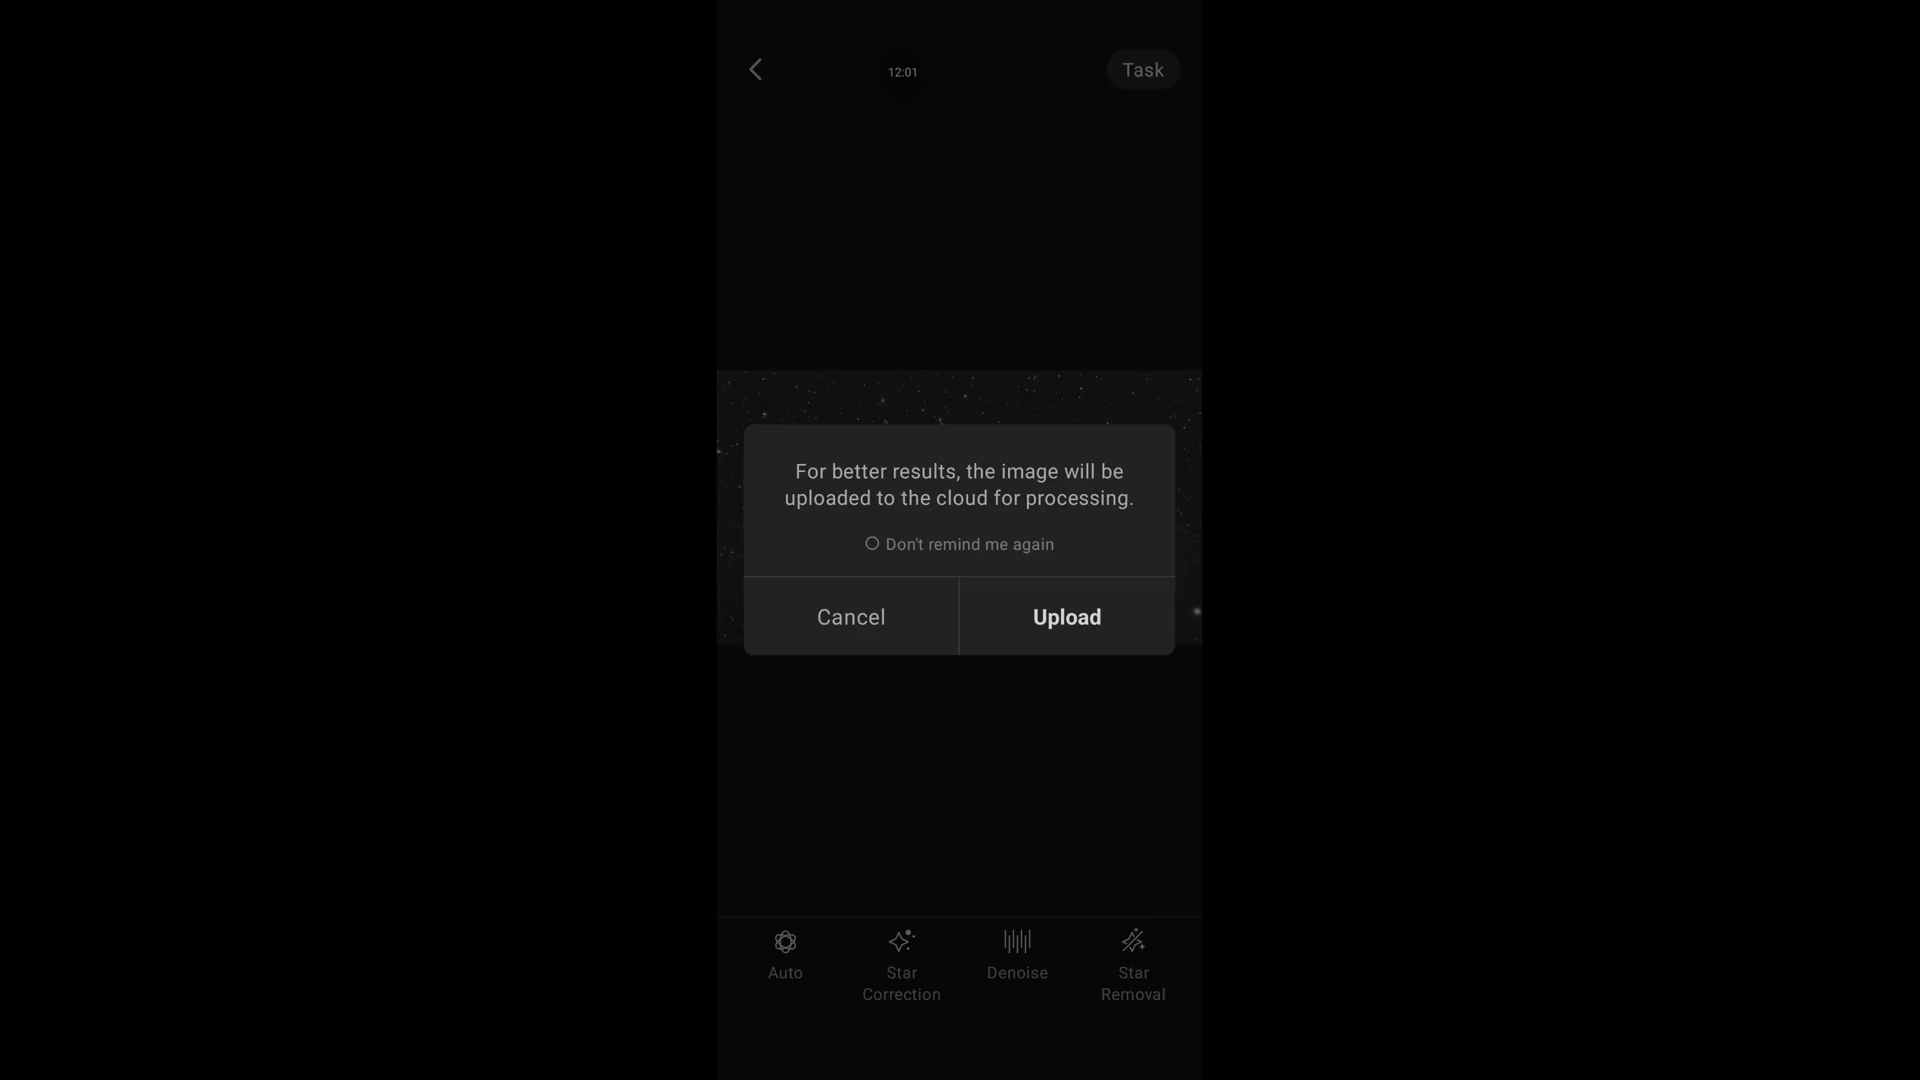 12:01
Task
For better results, the image will be
uploaded to the cloud for processing.
Don't remind me again
Cancel
Upload
Auto
Star
Correction
Denoise
Star
Removal